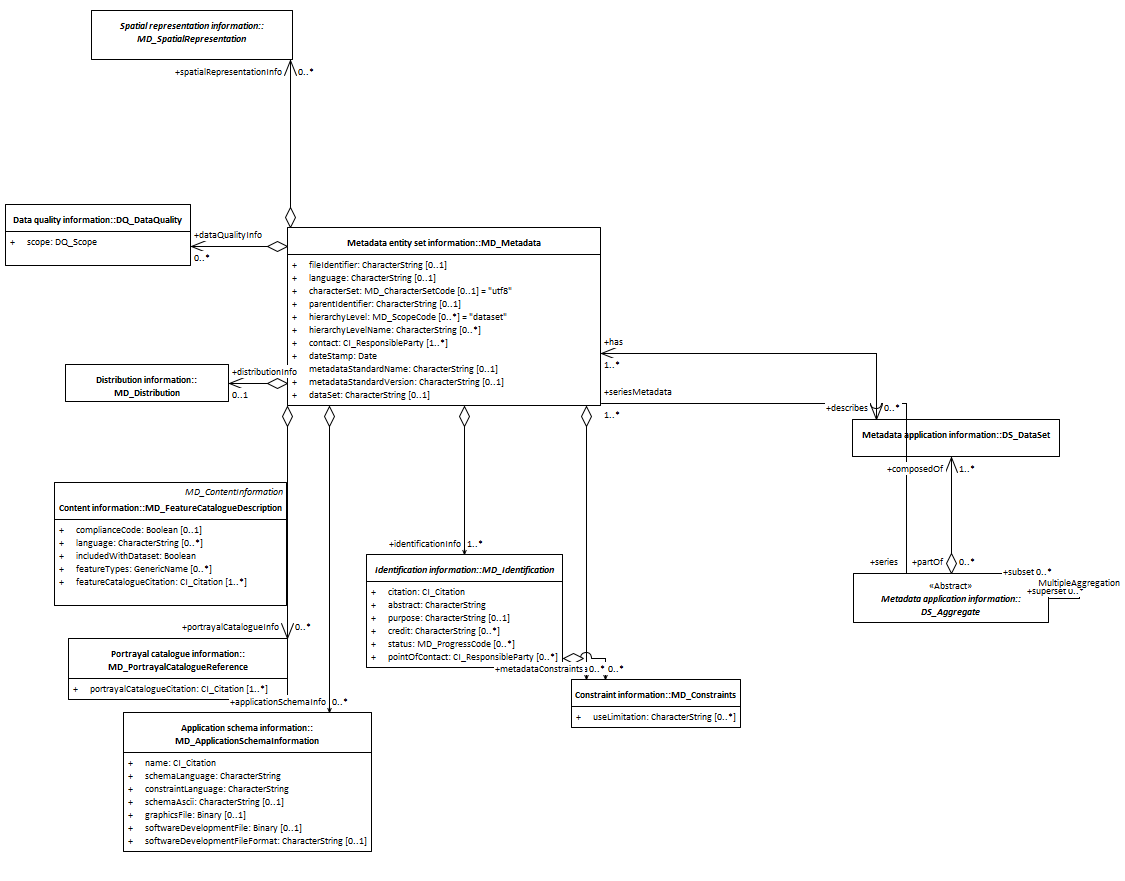 Spatial representation information::
MD_SpatialRepresentation
+spatialRepresentationInfo 0..*
Data quality information::DQ_DataQuality
+ scope: DQ_Scope
+dataQualityInfo
0..*
Metadata entity set information::MD_Metadata
+ fileIdentifier: CharacterString [0..1]
+ language: CharacterString [0..1]
+ characterSet: MD_CharacterSetCode [0..1] = "utf8"
+ parentIdentifier: CharacterString [0..1]
+ hierarchyLevel: MD_ScopeCode [0..*] = "dataset"
+ hierarchyLevelName: CharacterString [0..*]
+ contact: CI_ResponsibleParty [1..*]
+ dateStamp: Date
metadataStandardName: CharacterString [0..1]
+ metadataStandardVersion: CharacterString [0..1]
+ dataSet: CharacterString [0..1]
+has
1..*
+seriesMetadata
1..*
+describes 0..*
Distribution information::
MD_Distribution
+distributionInfo
0..1
Metadata application information::DS_DataSet
+composedOf 1..*
+series +partOf 0..*
+subset 0..*
MultipleAggregation
+superset 0..*
«Abstract»
Metadata application information::
DS_Aggregate
MD_ContentInformation
Content information::MD_FeatureCatalogueDescription
+ complianceCode: Boolean [0..1]
+ language: CharacterString [0..*]
+ includedWithDataset: Boolean
+ featureTypes: GenericName [0..*]
+ featureCatalogueCitation: CI_Citation [1..*]
+identificationInfo 1..*
Identification information::MD_Identification
+ citation: CI_Citation
+ abstract: CharacterString
+ purpose: CharacterString [0..1]
+ credit: CharacterString [0..*]
+ status: MD_ProgressCode [0..*]
+ pointOfContact: CI_ResponsibleParty [0..*]
+metadataConstraints 0..* 0..*
Constraint information::MD_Constraints
+ useLimitation: CharacterString [0..*]
+portrayalCatalogueInfo 0..*
Portrayal catalogue information::
MD_PortrayalCatalogueReference
+ portrayalCatalogueCitation: CI_Citation [1..*]
+applicationSchemaInfo 0..*
Application schema information::
MD_ApplicationSchemaInformation
+ name: CI_Citation
+ schemaLanguage: CharacterString
+ constraintLanguage: CharacterString
+ schemaAscii: CharacterString [0..1]
+ graphicsFile: Binary [0..1]
+ softwareDevelopmentFile: Binary [0..1]
+ softwareDevelopmentFileFormat: CharacterString [0..1]